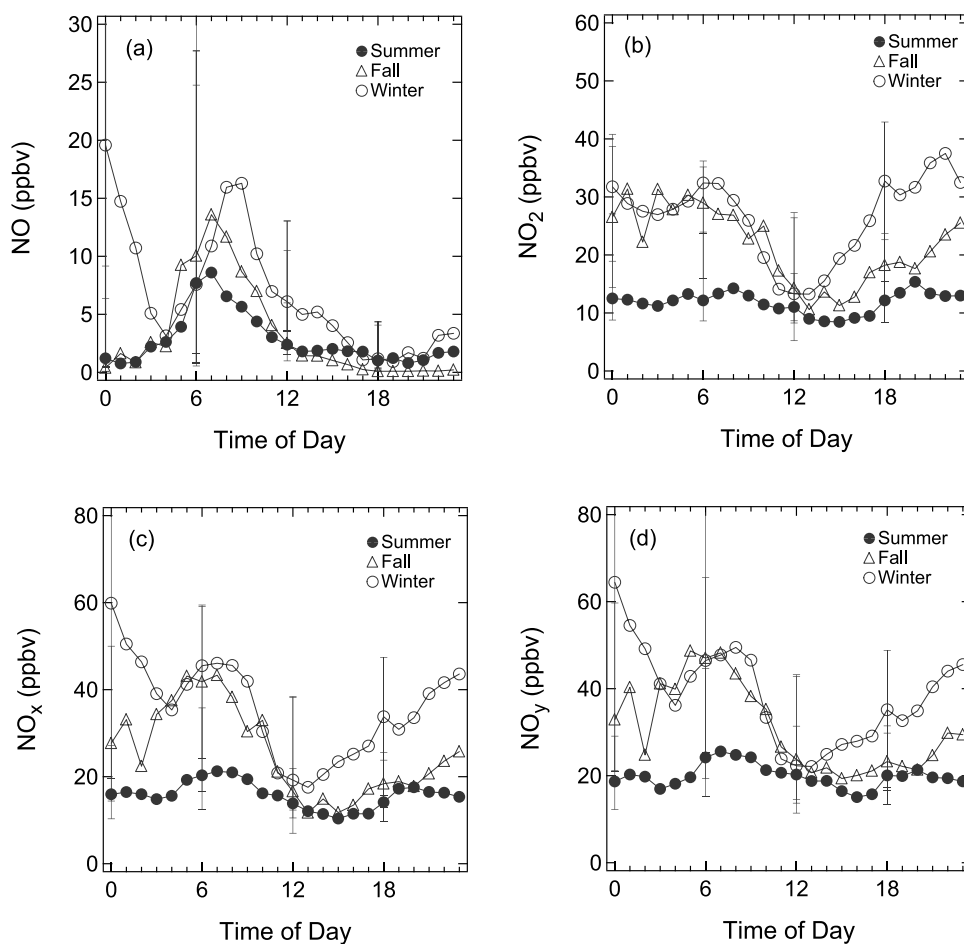 (a)
Summer
Fall
Winter
30
25
20
15
10
5
0
NO (ppbv)
0 6 12 18
Time of Day
(b)
Summer
Fall
Winter
60
50
40
30
20
10
0
NO2 (ppbv)
0 6 12 18
Time of Day
(c)
Summer
Fall
Winter
80
60
40
20
0
NOx (ppbv)
0 6 12 18
Time of Day
(d)
Summer
Fall
Winter
80
60
40
20
0
NOy (ppbv)
0 6 12 18
Time of Day